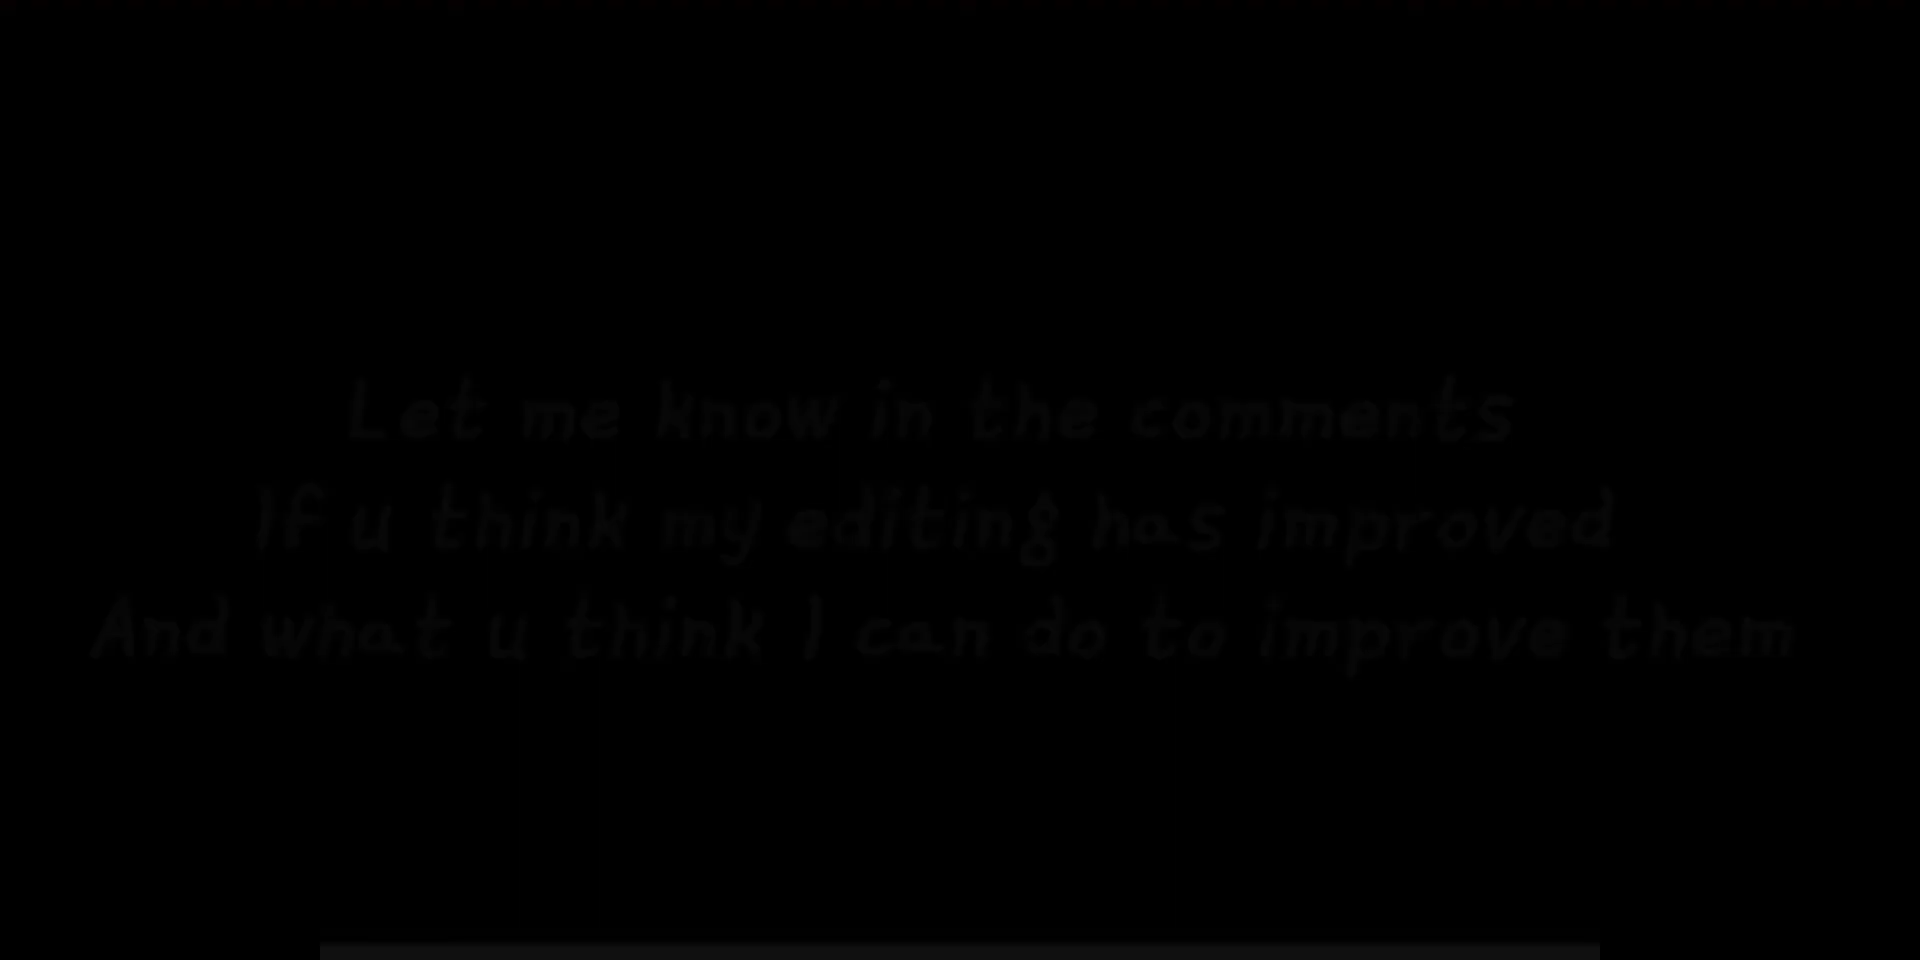 Let me know in the comments
If u think my editing has improved
And what u think I can do to improve them